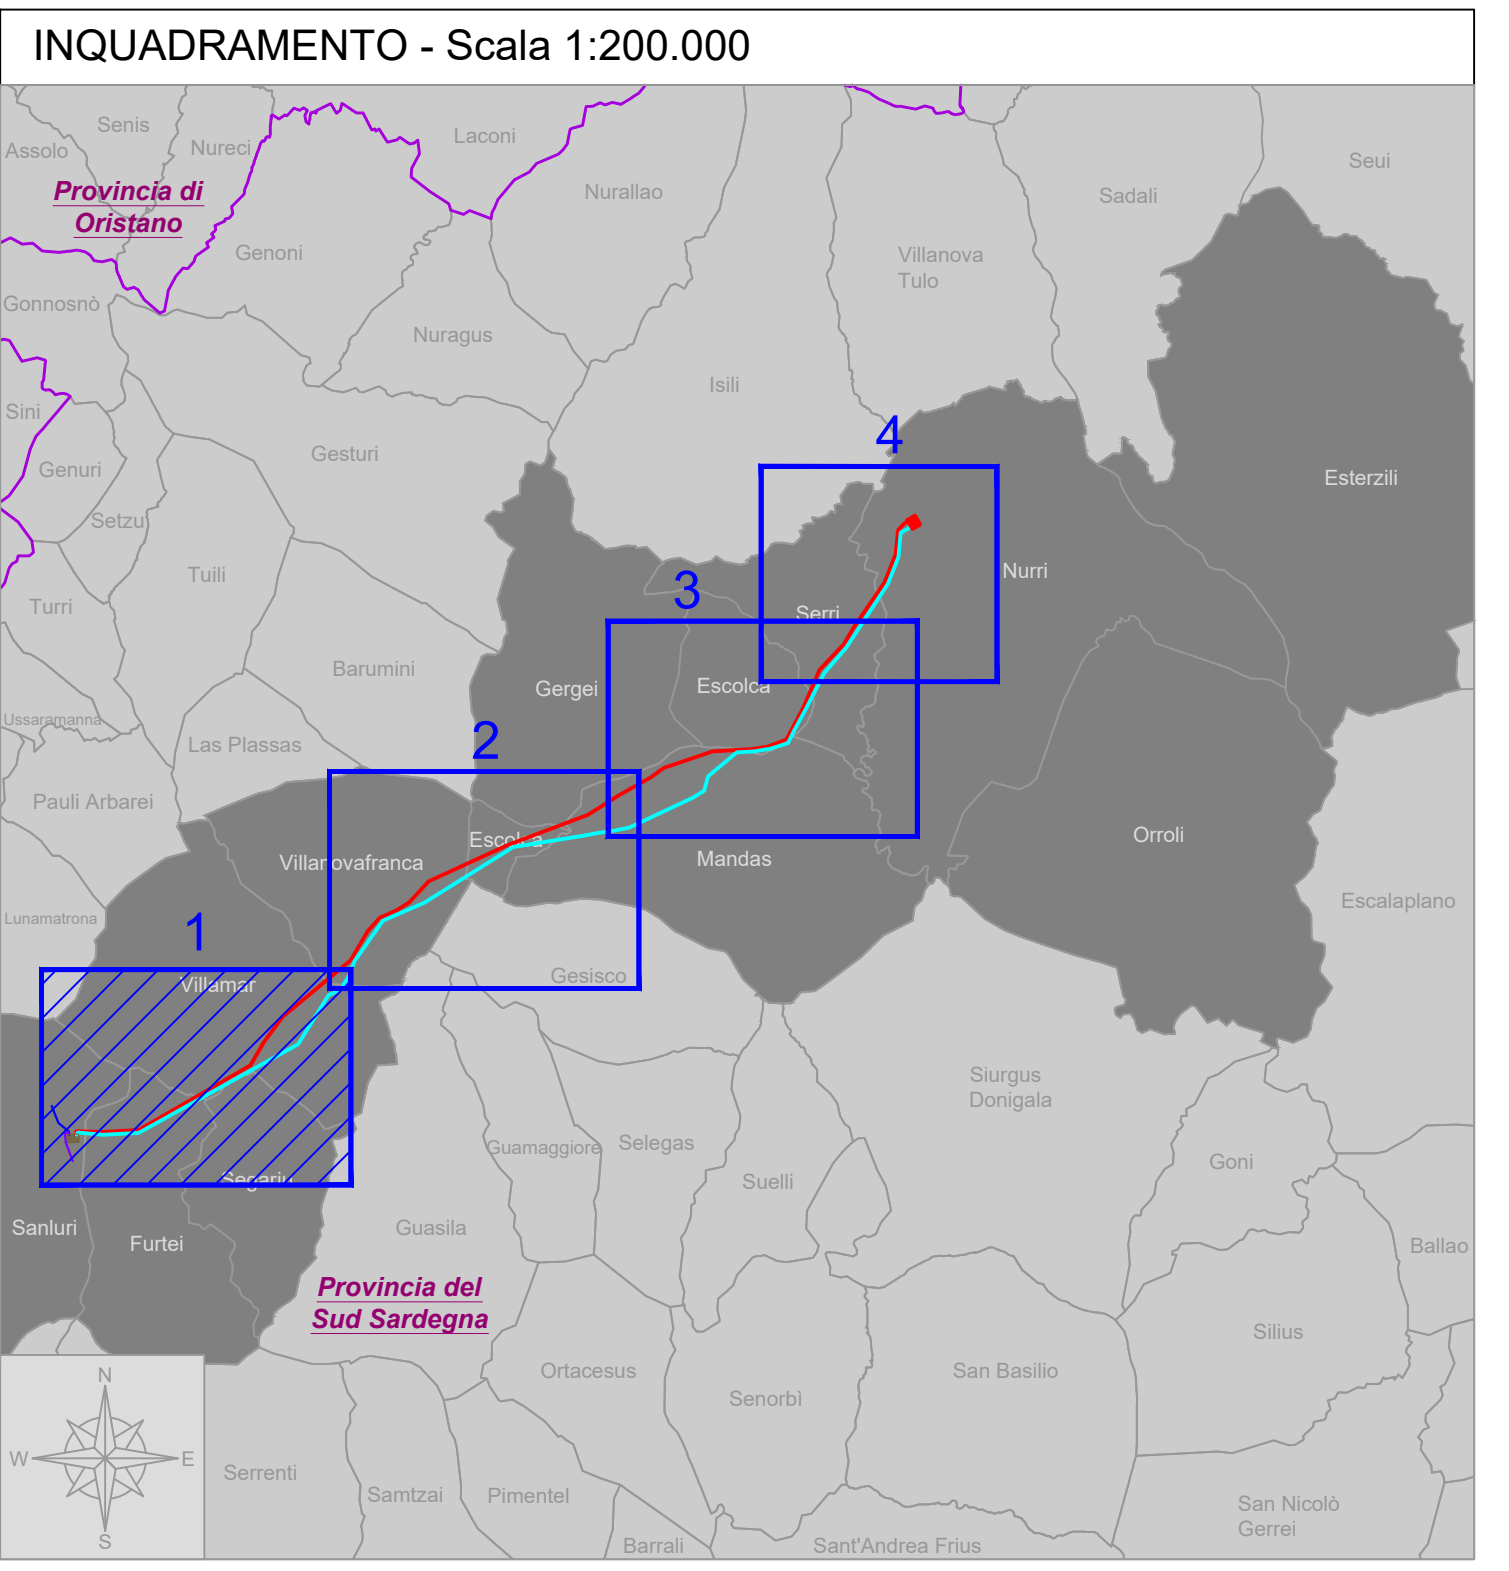 INQUADRAMENTO - Scala 1:200.000
Senis
Laconi
Assolo
Nureci
Seui
Provincia di
Oristano
Nurallao
Sadali
Genoni
Villanova
Tulo
Gonnosnò
Nuragus
Isili
Sini
4
Gesturi
Genuri
Esterzili
Setzu
Tuili
Nurri
3
Turri
Serri
Barumini
Gergei
Escolca
Ussaramanna
Las Plassas
2
Pauli Arbarei
Orroli
Escolca
Villanovafranca
Mandas
Escalaplano
Lunamatrona
1
Gesisco
Villamar
Siurgus
Donigala
Guamaggiore
Selegas
Goni
Segariu
Suelli
Sanluri
Furtei
Guasila
Ballao
Provincia del
Sud Sardegna
Silius
Ortacesus
San Basilio
N
Senorbì
W
E
Serrenti
Samtzai
Pimentel
San Nicolò
Gerrei
S
Barrali
Sant'Andrea Frius